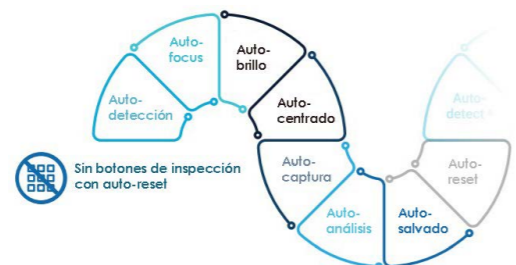 Auto-
detección
Auto-
focus
Auto-
brillo
Auto-
centrado
Auto-
captura
Auto-
análisis
Auto-
salvado
Auto-
reset
Auto-
Sin botones de inspección
con auto-reset